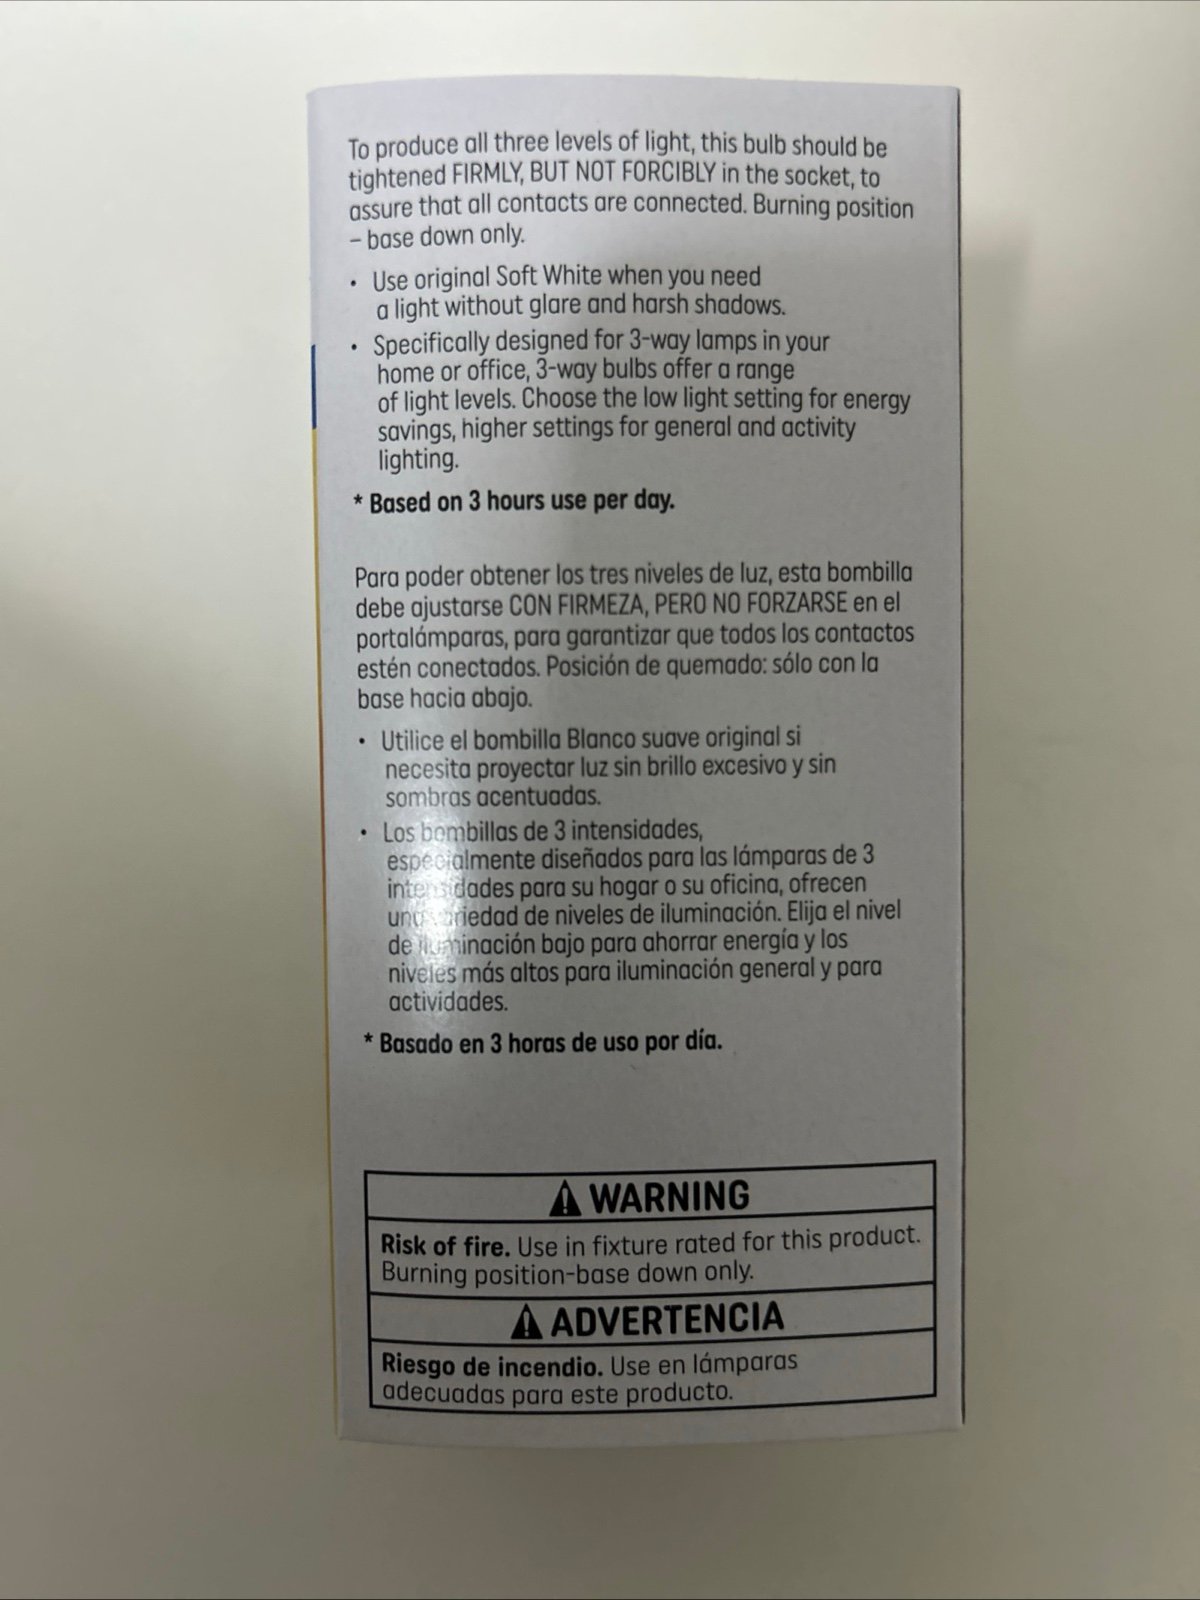 To produce all three levels of light, this bulb should be
tightened FIRMLY, BUT NOT FORCIBLY in the socket, to
assure that all contacts are connected. Burning position
– base down only.
• Use original Soft White when you need
a light without glare and harsh shadows.
• Specifically designed for 3-way lamps in your
home or office, 3-way bulbs offer a range
of light levels. Choose the low light setting for energy
savings, higher settings for general and activity
lighting.
* Based on 3 hours use per day.
Para poder obtener los tres niveles de luz, esta bombilla
debe ajustarse CON FIRMEZA, PERO NO FORZARSE en el
portalámparas, para garantizar que todos los contactos
estén conectados. Posición de quemado: sólo con la
base hacia abajo.
• Utilice el bombilla Blanco suave original si
necesita proyectar luz sin brillo excesivo y sin
sombras acentuadas.
• Los bombillas de 3 intensidades,
especialmente diseñados para las lámparas de 3
intensidades para su hogar o su oficina, ofrecen
una variedad de niveles de iluminación. Elija el nivel
de iluminación bajo para ahorrar energía y los
niveles más altos para iluminación general y para
actividades.
* Basado en 3 horas de uso por día.
⚠ WARNING
Risk of fire. Use in fixture rated for this product.
Burning position-base down only.
⚠ ADVERTENCIA
Riesgo de incendio. Use en lámparas
adecuadas para este producto.